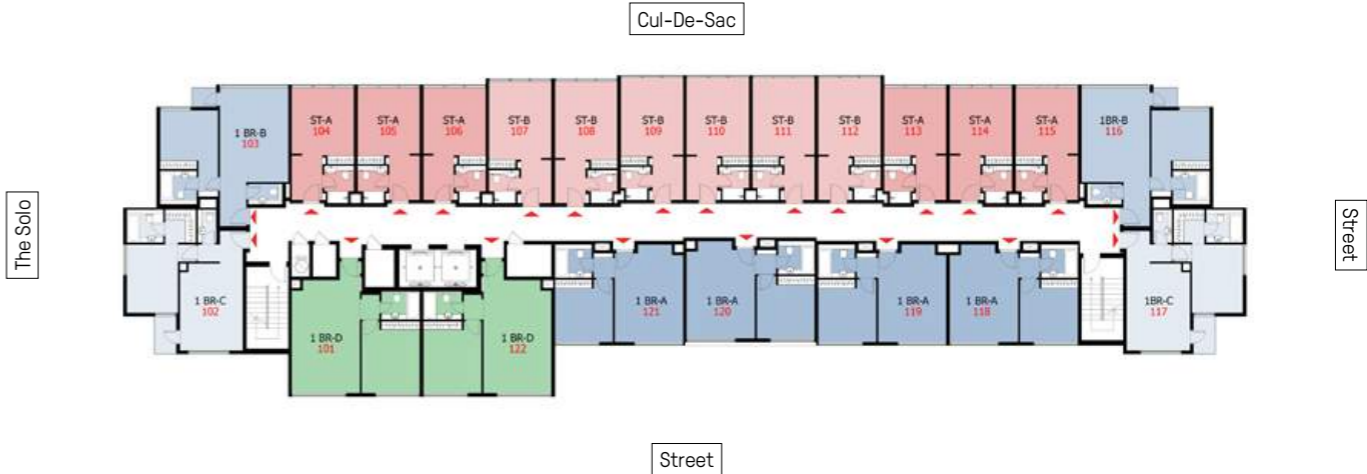 Cul-De-Sac
1 BR-B
103
ST-A
104
ST-A
105
ST-A
106
ST-B
107
ST-B
108
ST-B
109
ST-B
110
ST-B
111
ST-B
112
ST-A
113
ST-A
114
ST-A
115
1BR-B
116
The Solo
Street
1 BR-C
102
1 BR-D
101
1 BR-D
122
1 BR-A
121
1 BR-A
120
1 BR-A
119
1 BR-A
118
1BR-C
117
Street